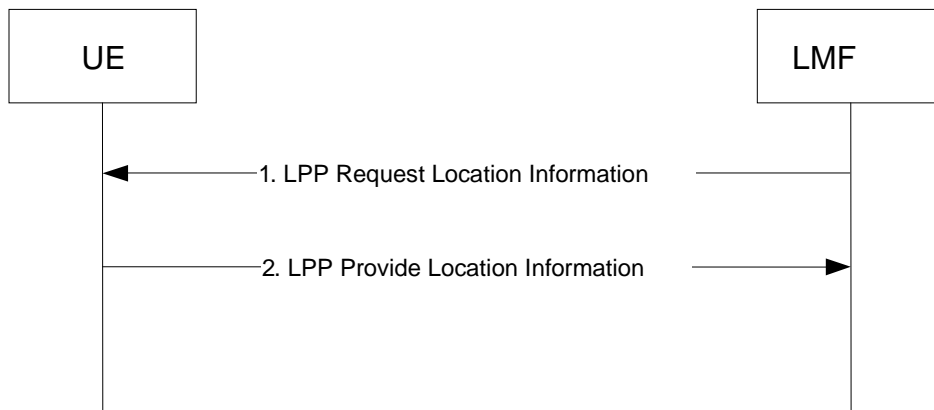 UE
LMF
1. LPP Request Location Information
2. LPP Provide Location Information